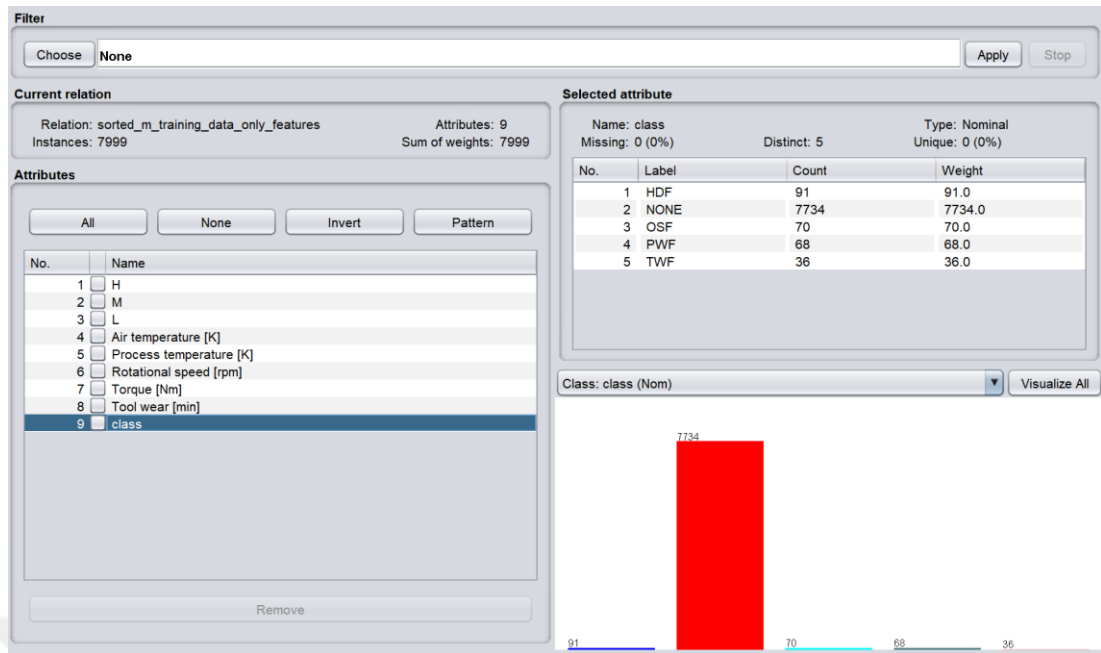 Filter
Choose None Apply Stop
Current relation
Relation: sorted_m_training_data_only_features Attributes: 9
Instances: 7999 Sum of weights: 7999
Attributes
All None Invert Pattern
No. Name
1 H
2 M
3 L
4 Air temperature [K]
5 Process temperature [K]
6 Rotational speed [rpm]
7 Torque [Nm]
8 Tool wear [min]
9 class
Remove
Selected attribute
Name: class Type: Nominal
Missing: 0 (0%) Distinct: 5 Unique: 0 (0%)
No. Label Count Weight
1 HDF 91 91.0
2 NONE 7734 7734.0
3 OSF 70 70.0
4 PWF 68 68.0
5 TWF 36 36.0
Class: class (Nom) Visualize All
7734
91 70 68 36